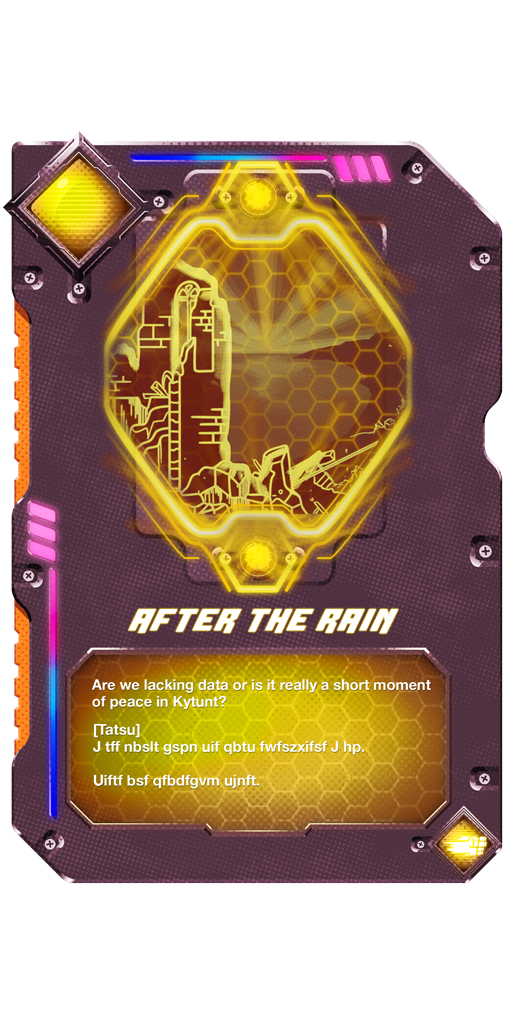 AFTER THE RAIN
Are we lacking data or is it really a short moment
of peace in Kytunt?
[Tatsu]
J tff nbslt gspn uif qbtu fwfszxifsf J hp.
Uiftf bsf qfbdfgvm ujnft.